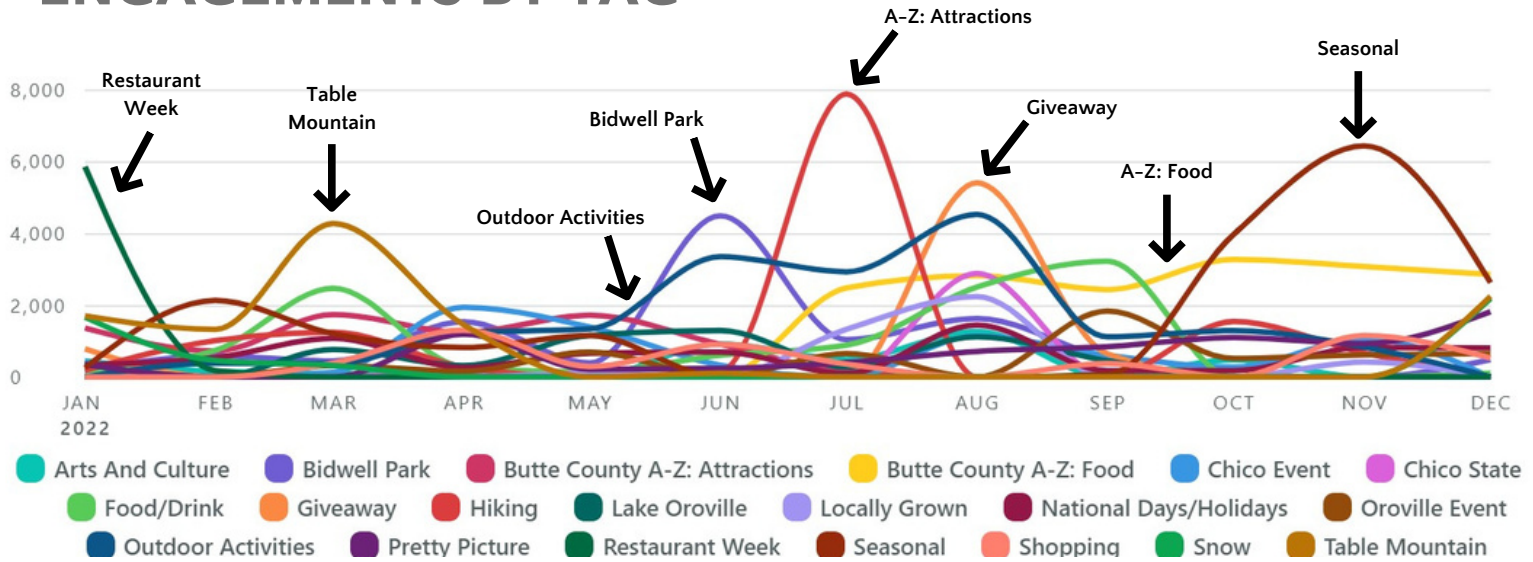 ENGAGEMENTS BY TAG
A-Z: Attractions
Seasonal
Restaurant
Week
Table
Mountain
Bidwell Park
Giveaway
A-Z: Food
Outdoor Activities
8,000
6,000
4,000
2,000
0
JAN FEB MAR APR MAY JUN JUL AUG SEP OCT NOV DEC
2022
Arts And Culture Bidwell Park Butte County A-Z: Attractions Butte County A-Z: Food Chico Event Chico State
Food/Drink Giveaway Hiking Lake Oroville Locally Grown National Days/Holidays Oroville Event
Outdoor Activities Pretty Picture Restaurant Week Seasonal Shopping Snow Table Mountain